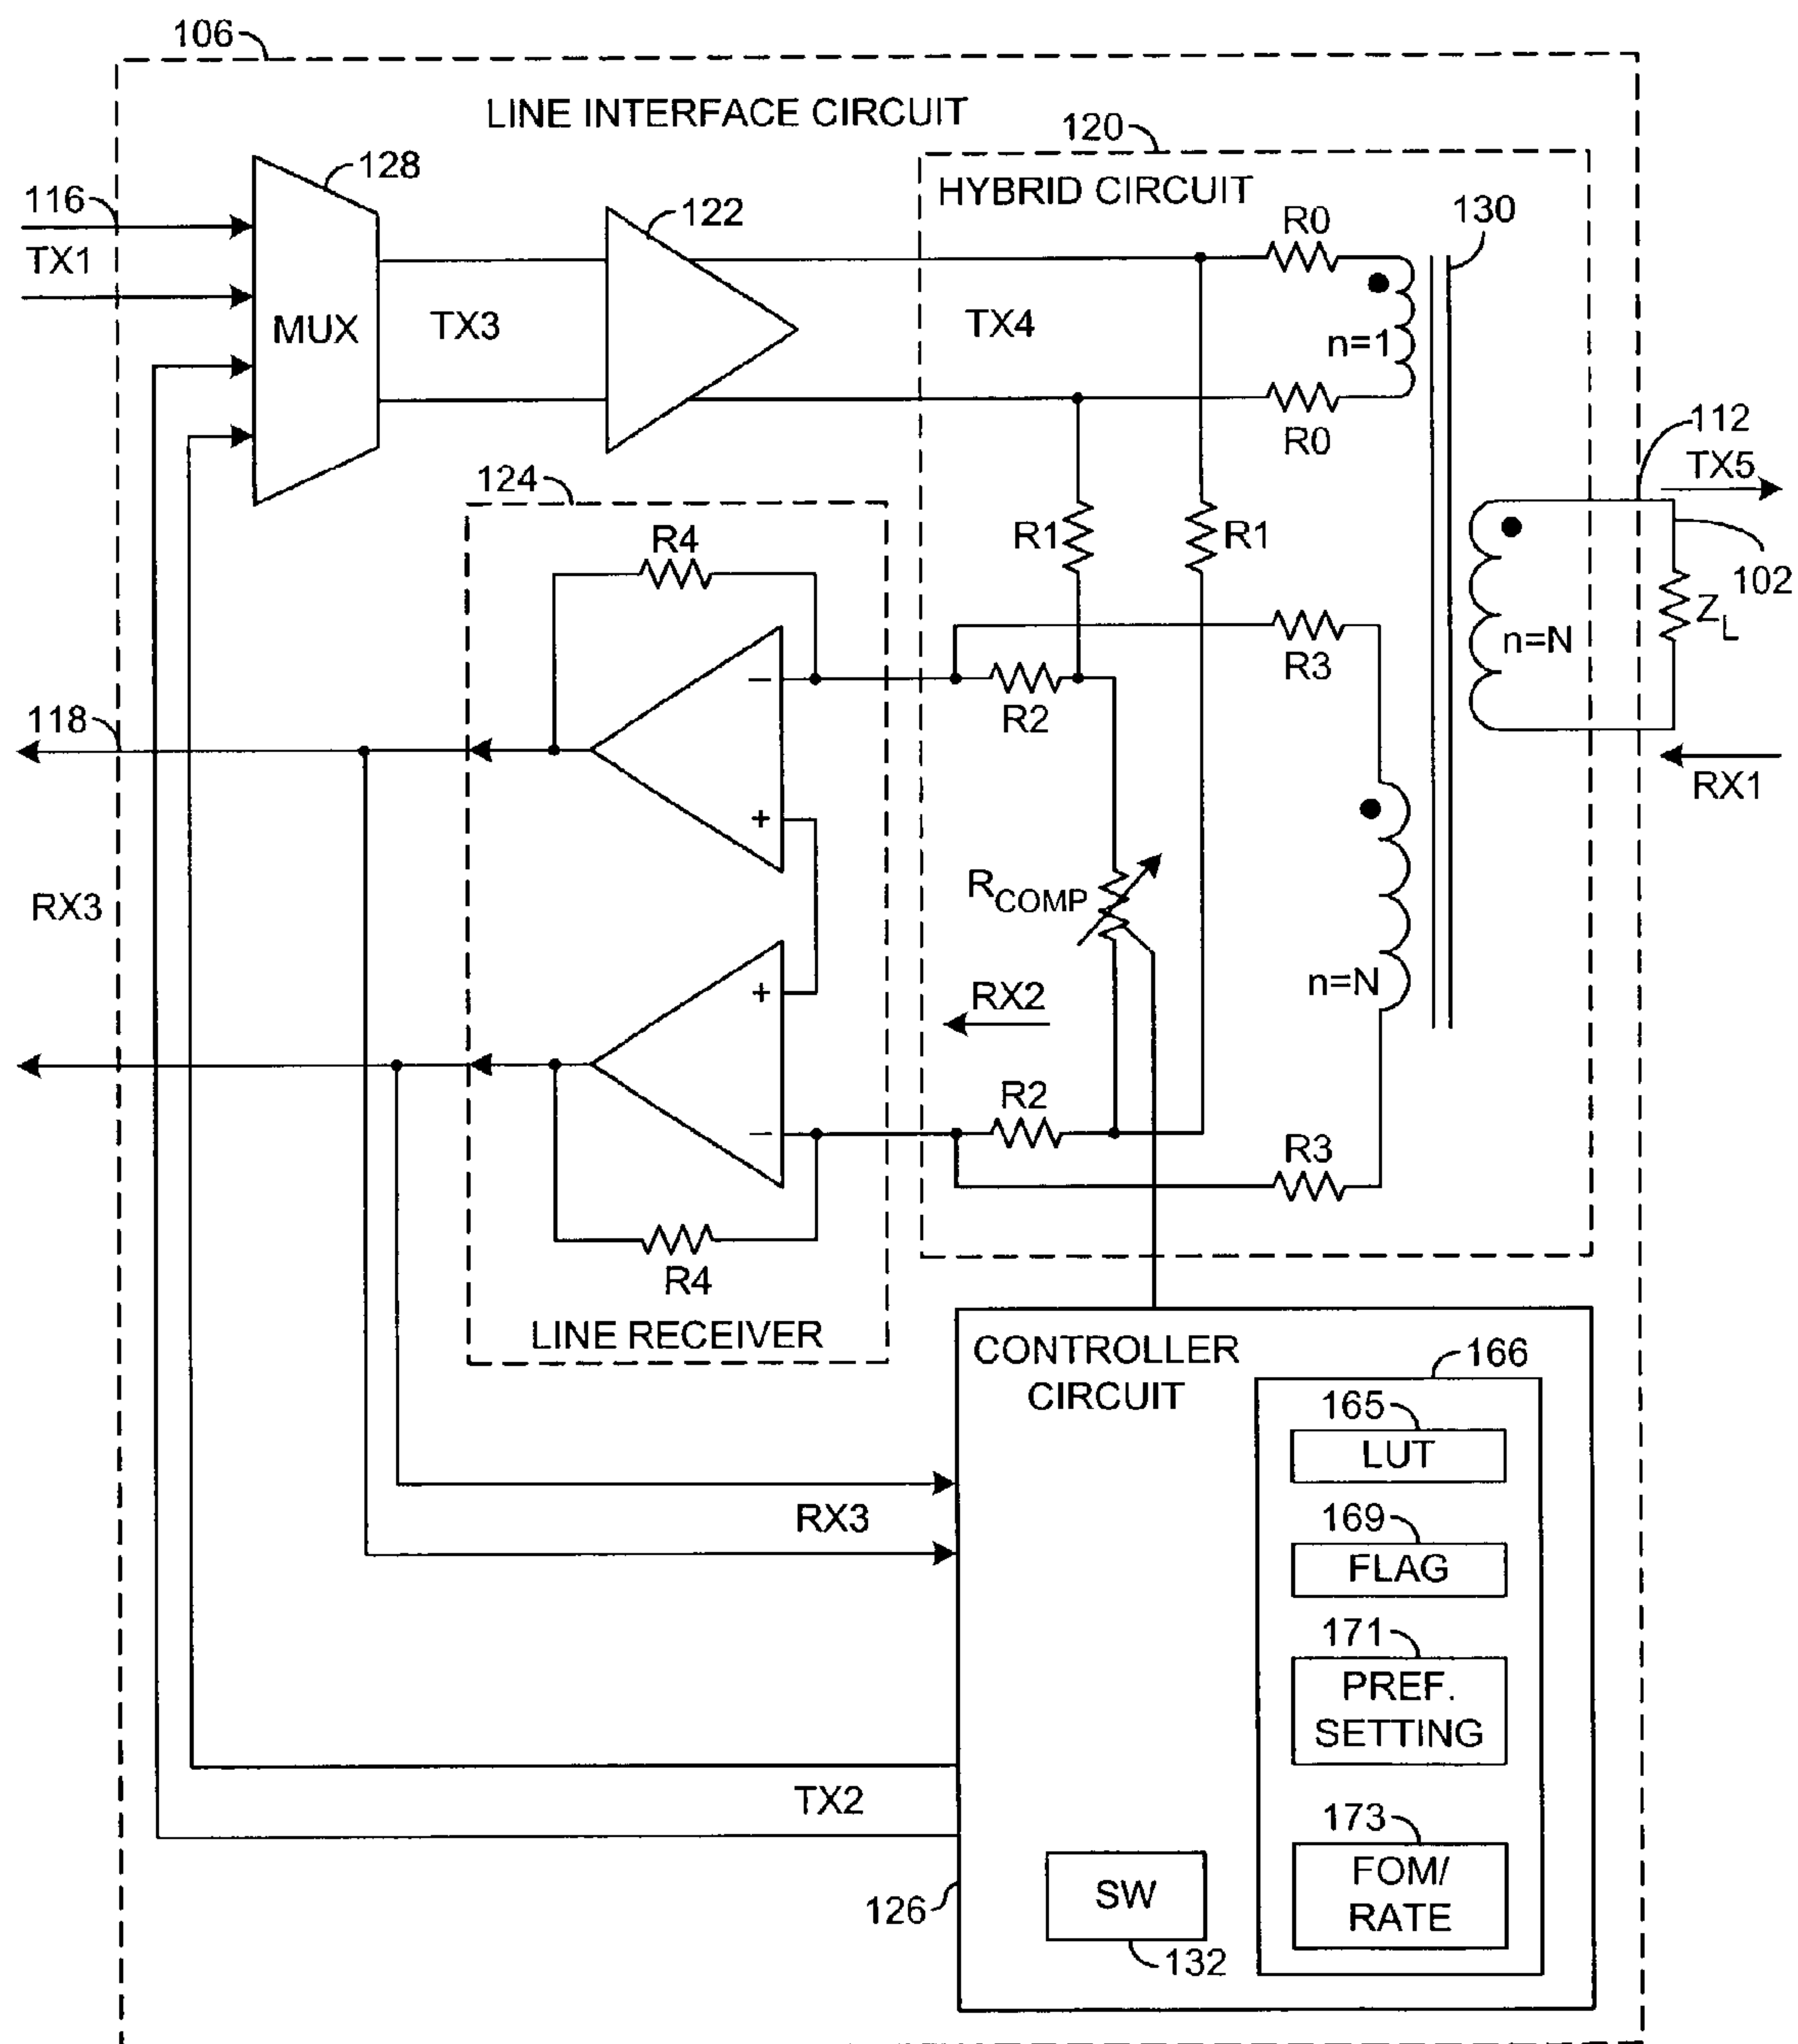 106
LINE INTERFACE CIRCUIT
120
HYBRID CIRCUIT
128
116
TX1
MUX
TX3
122
TX4
R0
n=1
R0
130
112
TX5
102
ZL
n=N
RX1
124
R4
R1
R1
R3
R2
−
+
118
RX3
RCOMP
n=N
RX2
+
−
R2
R3
R4
LINE RECEIVER
CONTROLLER
CIRCUIT
166
165
LUT
169
FLAG
171
PREF.
SETTING
173
FOM/
RATE
RX3
TX2
126
SW
132